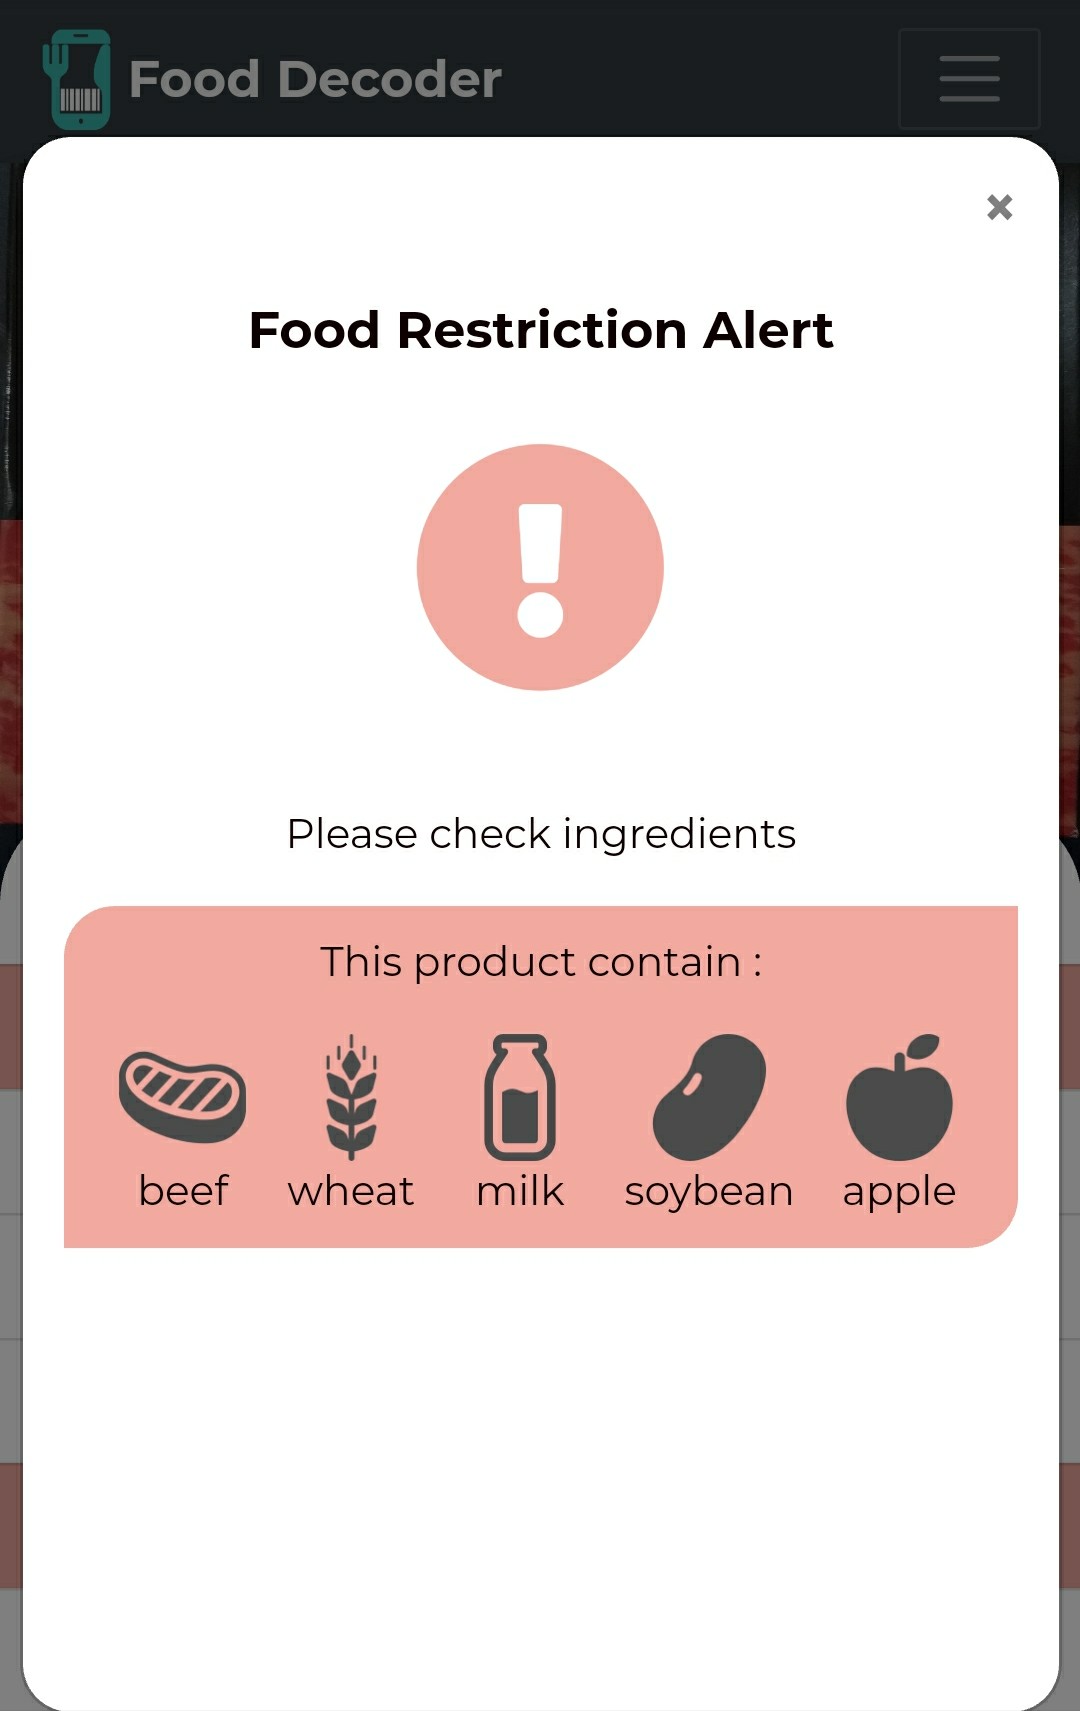 Food Decoder
Food Restriction Alert
Please check ingredients
This product contain :
beef wheat milk soybean apple